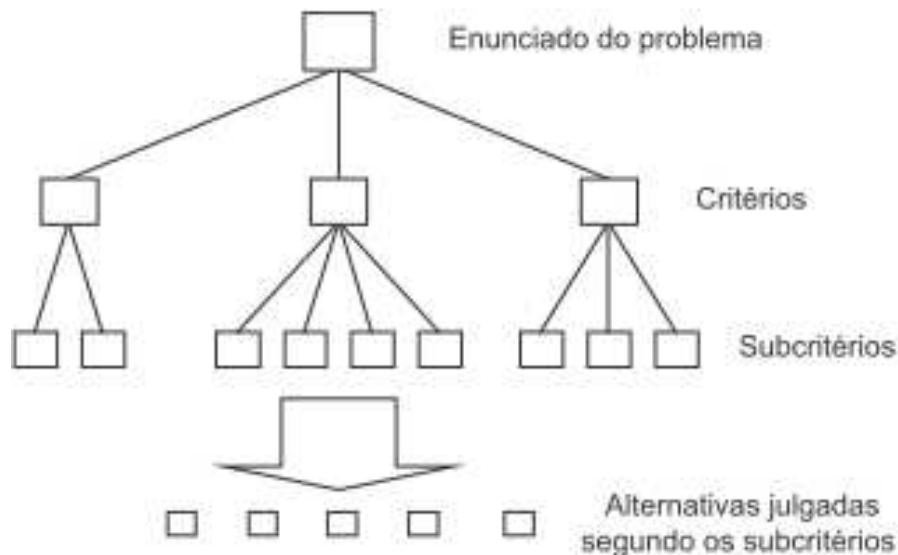 Enunciado do problema
Critérios
Subcritérios
Alternativas julgadas
segundo os subcritérios